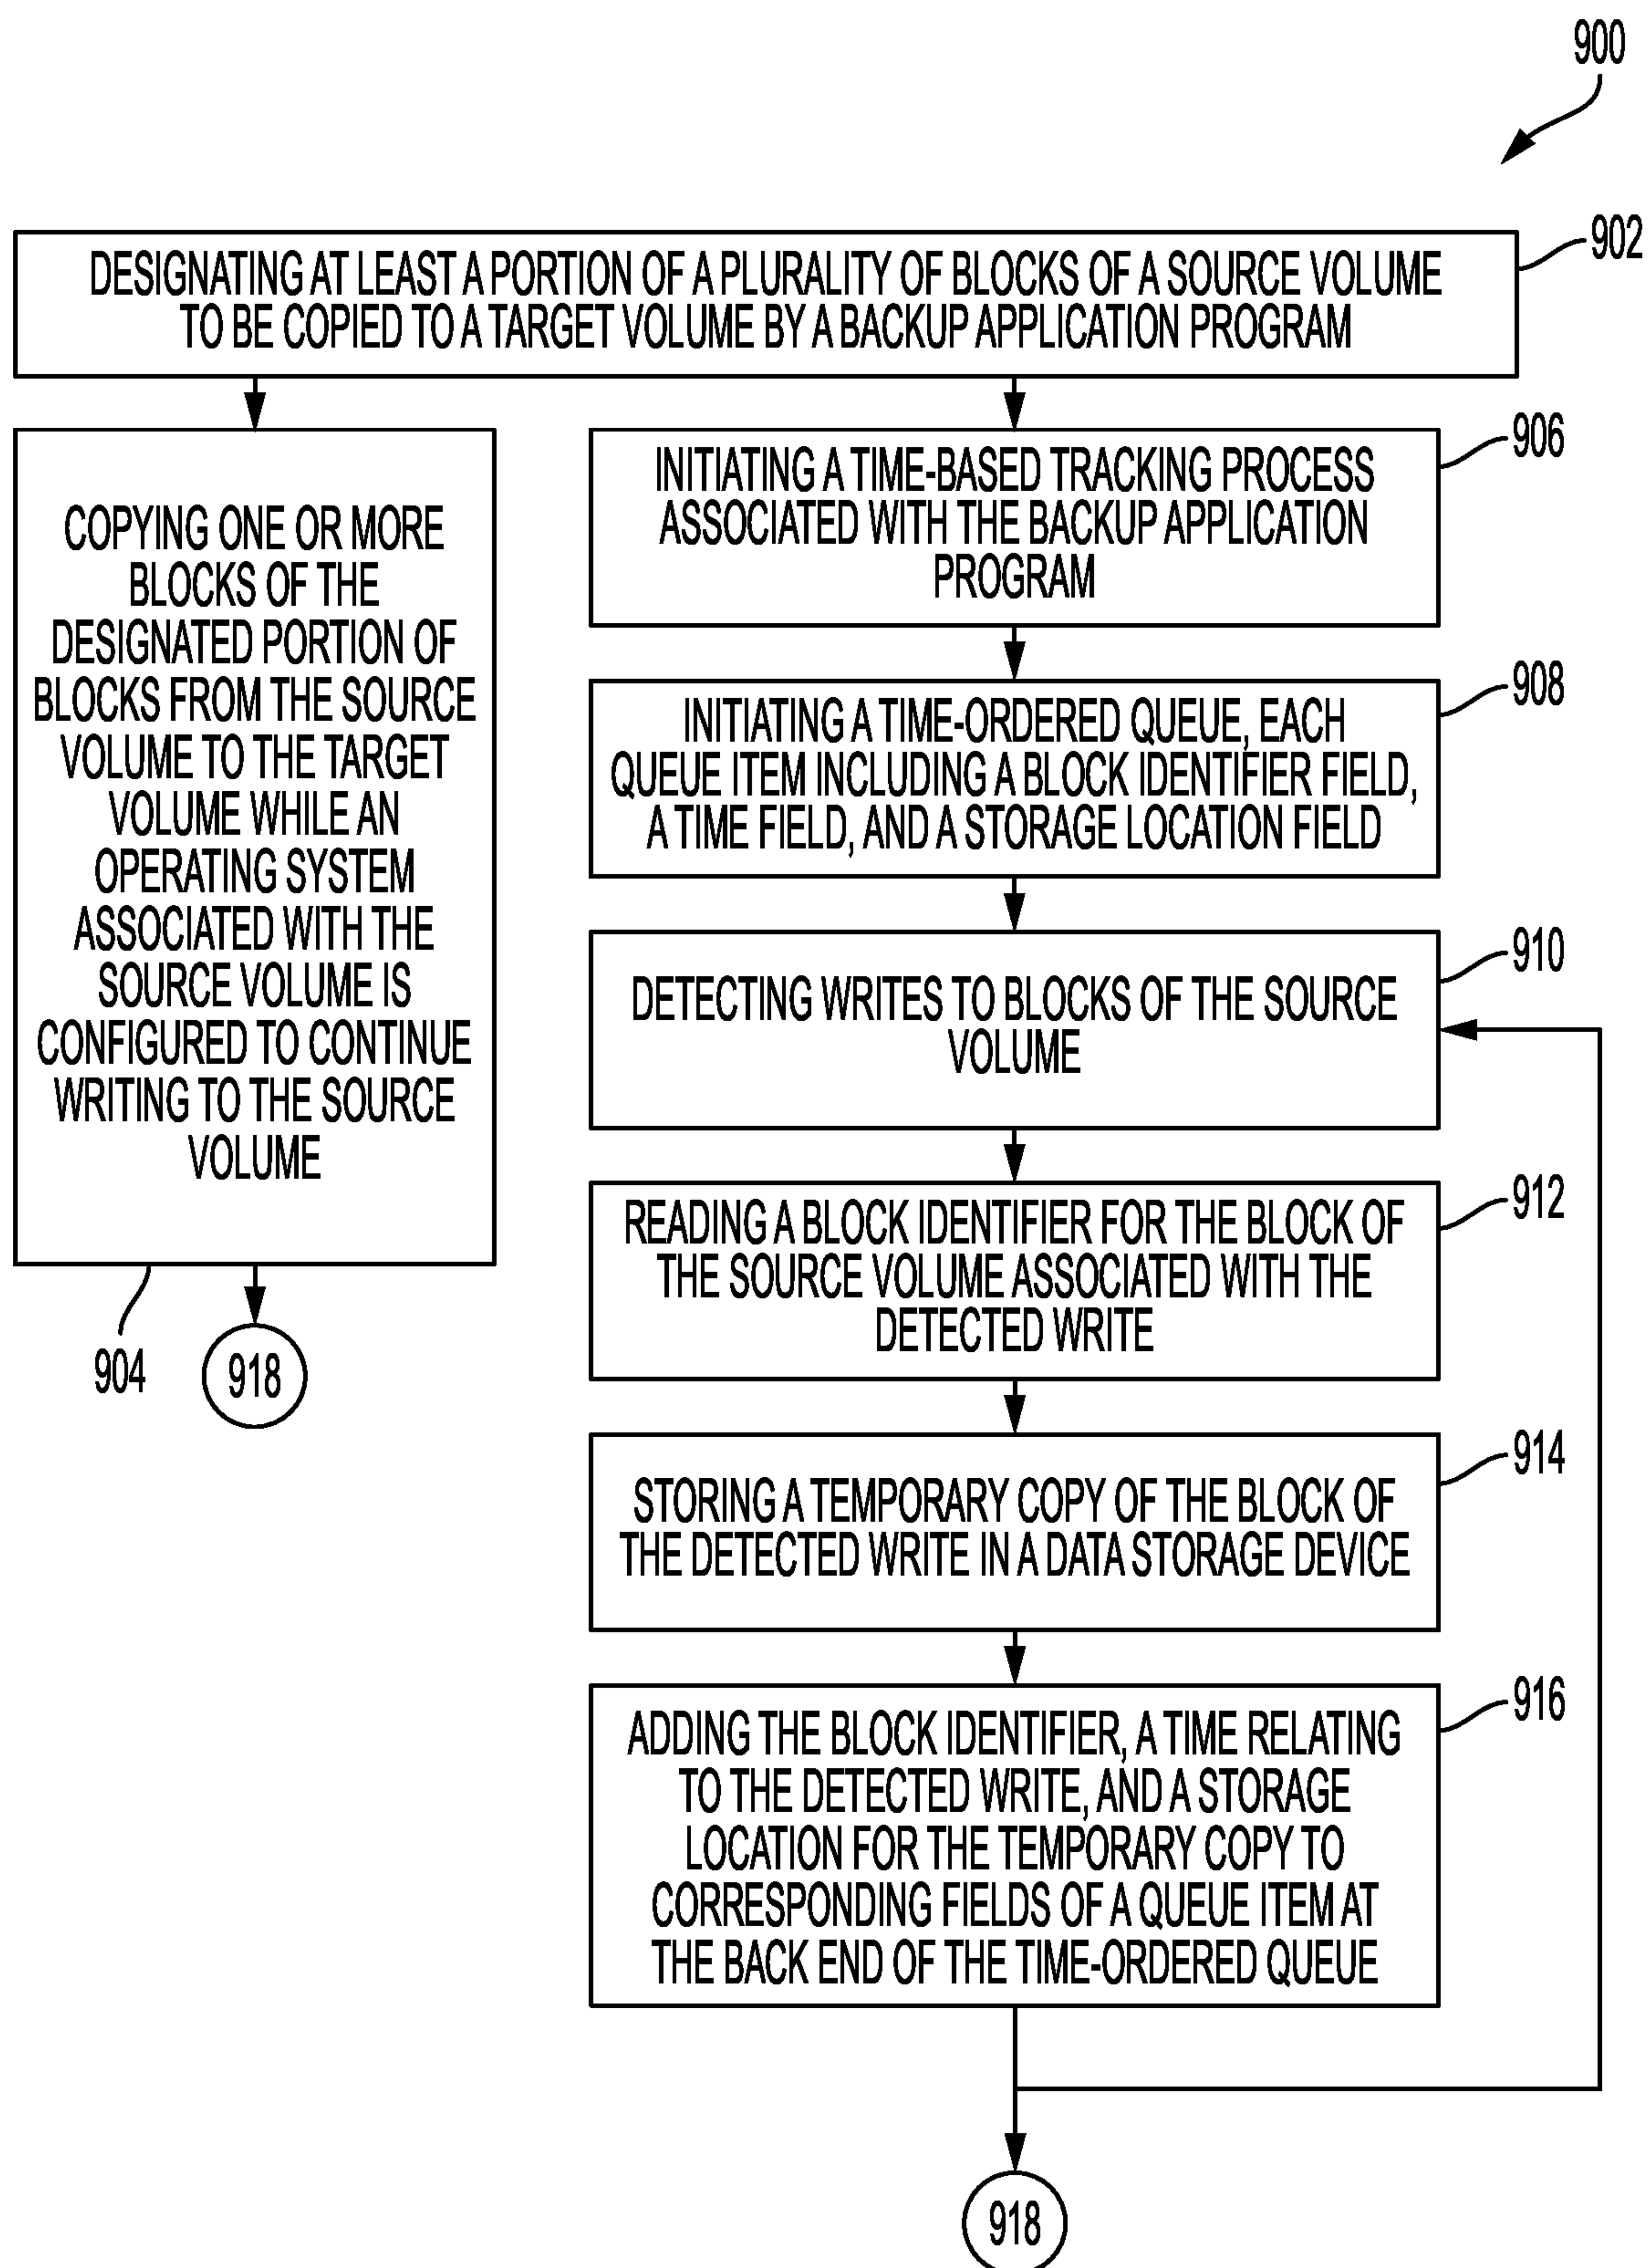 900
902
DESIGNATING AT LEAST A PORTION OF A PLURALITY OF BLOCKS OF A SOURCE VOLUME
TO BE COPIED TO A TARGET VOLUME BY A BACKUP APPLICATION PROGRAM
COPYING ONE OR MORE
BLOCKS OF THE
DESIGNATED PORTION OF
BLOCKS FROM THE SOURCE
VOLUME TO THE TARGET
VOLUME WHILE AN
OPERATING SYSTEM
ASSOCIATED WITH THE
SOURCE VOLUME IS
CONFIGURED TO CONTINUE
WRITING TO THE SOURCE
VOLUME
904
918
906
INITIATING A TIME-BASED TRACKING PROCESS
ASSOCIATED WITH THE BACKUP APPLICATION
PROGRAM
908
INITIATING A TIME-ORDERED QUEUE, EACH
QUEUE ITEM INCLUDING A BLOCK IDENTIFIER FIELD,
A TIME FIELD, AND A STORAGE LOCATION FIELD
910
DETECTING WRITES TO BLOCKS OF THE SOURCE
VOLUME
912
READING A BLOCK IDENTIFIER FOR THE BLOCK OF
THE SOURCE VOLUME ASSOCIATED WITH THE
DETECTED WRITE
914
STORING A TEMPORARY COPY OF THE BLOCK OF
THE DETECTED WRITE IN A DATA STORAGE DEVICE
916
ADDING THE BLOCK IDENTIFIER, A TIME RELATING
TO THE DETECTED WRITE, AND A STORAGE
LOCATION FOR THE TEMPORARY COPY TO
CORRESPONDING FIELDS OF A QUEUE ITEM AT
THE BACK END OF THE TIME-ORDERED QUEUE
918